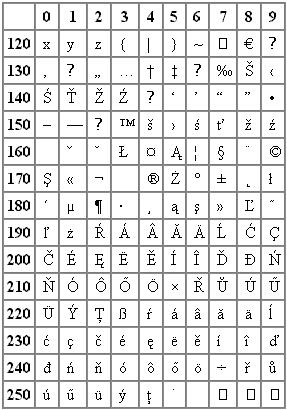 0 1 2 3 4 5 6 7 8 9
120 x y z { | } ~ □ € ?
130 ‚ ? „ … † ‡ ? ‰ Š ‹
140 Ś Ť Ž Ź ? ‘ ’ “ ” •
150 – — ? ™ š › ś ť ž ź
160 ˇ ˘ Ł ¤ Ą ¦ § ¨ ©
170 Ş « ¬ ® Ż ° ± ˛ ł
180 ´ µ ¶ · ¸ ą ş » Ľ ˝
190 ľ ż Ŕ Á Â Ă Ä Ĺ Ć Ç
200 Č É Ę Ë Ě Í Î Ď Đ Ń
210 Ň Ó Ô Ő Ö × Ř Ů Ú Ű
220 Ü Ý Ţ ß ŕ á â ă ä ĺ
230 ć ç č é ę ë ě í î ď
240 đ ń ň ó ô ő ö ÷ ř ů
250 ú ű ü ý ţ ˙ □ □ □